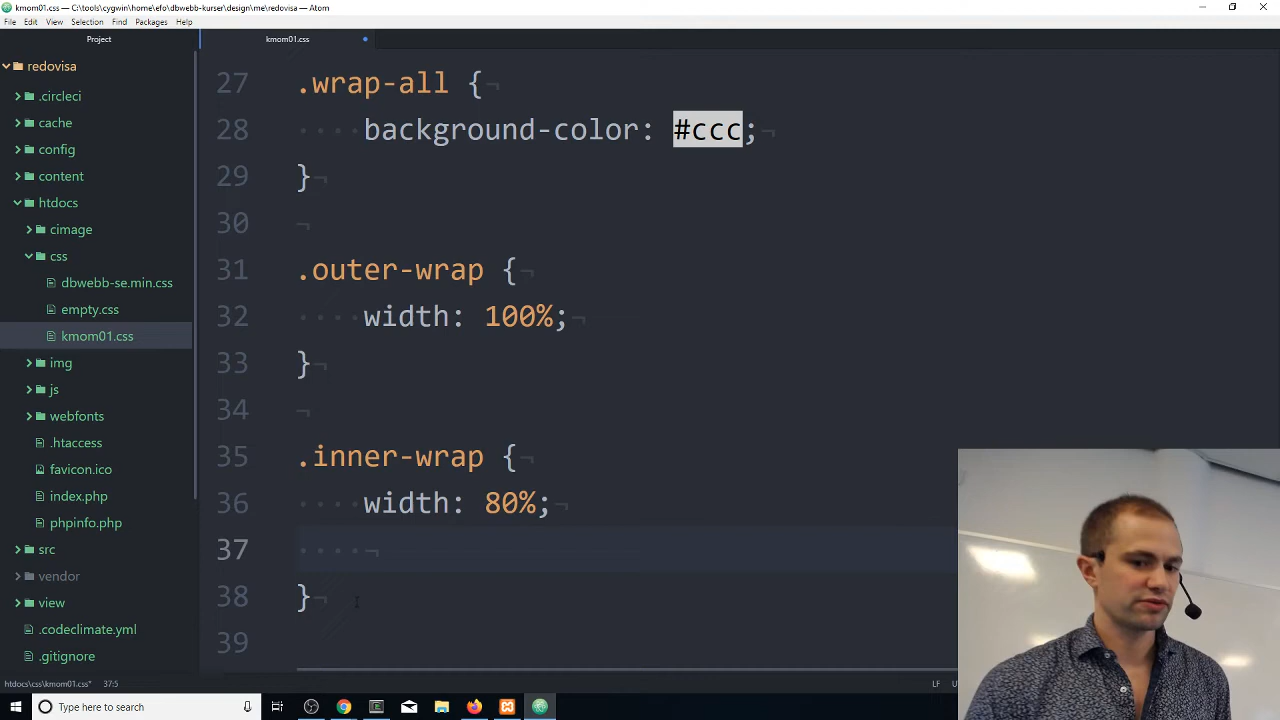 kmom01.css — C:\tools\cygwin\home\efo\dbwebb-kurser\design\me\redovisa — Atom
File Edit View Selection Find Packages Help
Project
kmom01.css
redovisa
.circleci
cache
config
content
htdocs
cimage
css
dbwebb-se.min.css
empty.css
kmom01.css
img
js
webfonts
.htaccess
favicon.ico
index.php
phpinfo.php
src
vendor
view
.codeclimate.yml
.gitignore
27 .wrap-all {¬
28 ····background-color: #ccc;¬
29 }¬
30 ¬
31 .outer-wrap {¬
32 ····width: 100%;¬
33 }¬
34 ¬
35 .inner-wrap {¬
36 ····width: 80%;¬
37 ····¬
38 }¬
39
htdocs\css\kmom01.css* 37:5 LF
Type here to search